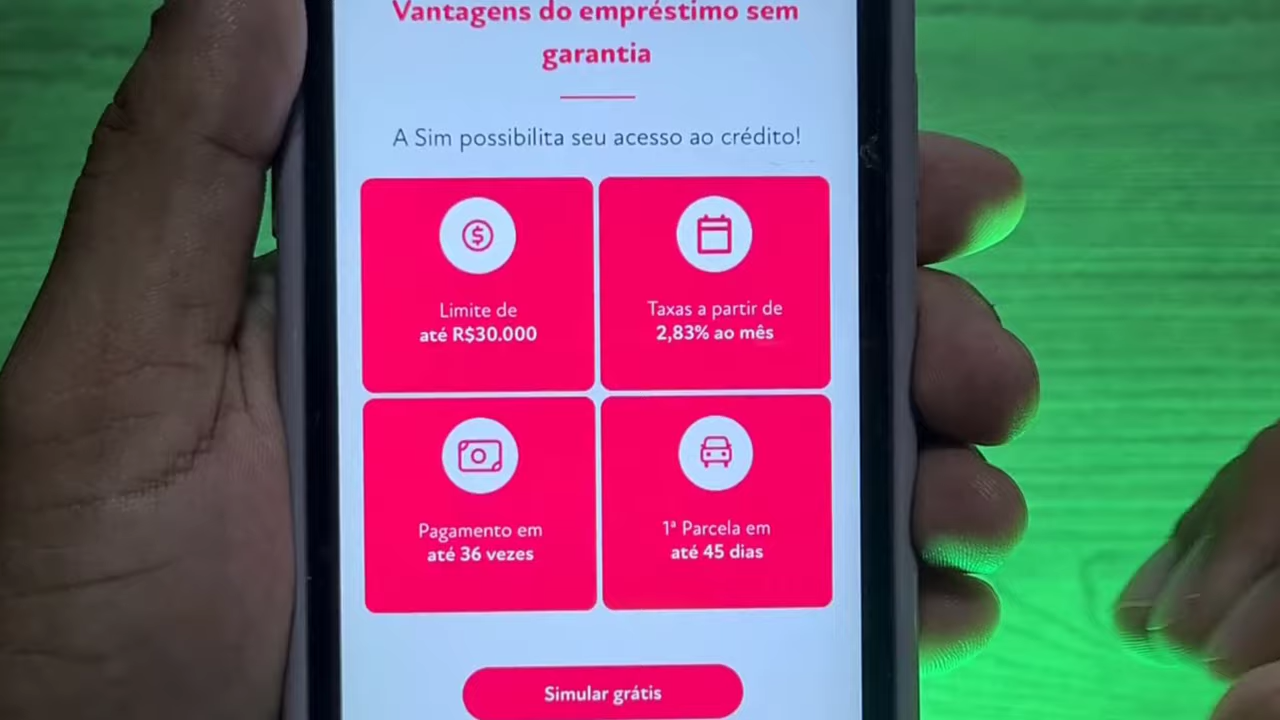 Vantagens do empréstimo sem
garantia
A Sim possibilita seu acesso ao crédito!
Limite de
até R$30.000
Taxas a partir de
2,83% ao mês
Pagamento em
até 36 vezes
1ª Parcela em
até 45 dias
Simular grátis